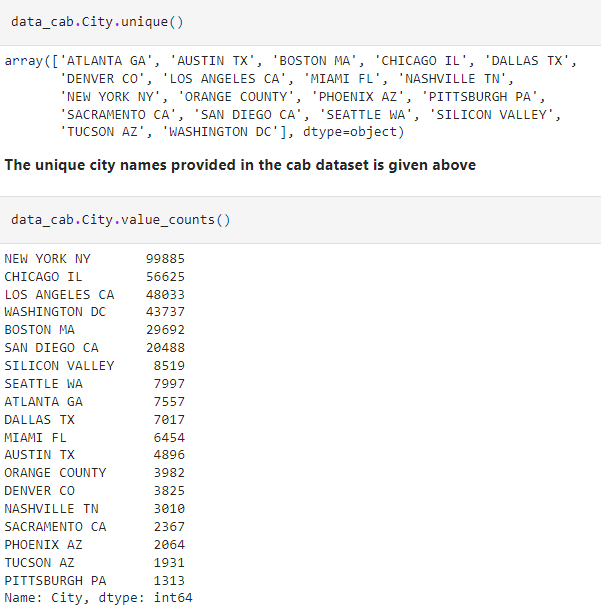 data_cab.City.unique()
array(['ATLANTA GA', 'AUSTIN TX', 'BOSTON MA', 'CHICAGO IL', 'DALLAS TX',
'DENVER CO', 'LOS ANGELES CA', 'MIAMI FL', 'NASHVILLE TN',
'NEW YORK NY', 'ORANGE COUNTY', 'PHOENIX AZ', 'PITTSBURGH PA',
'SACRAMENTO CA', 'SAN DIEGO CA', 'SEATTLE WA', 'SILICON VALLEY',
'TUCSON AZ', 'WASHINGTON DC'], dtype=object)
The unique city names provided in the cab dataset is given above
data_cab.City.value_counts()
NEW YORK NY 99885
CHICAGO IL 56625
LOS ANGELES CA 48033
WASHINGTON DC 43737
BOSTON MA 29692
SAN DIEGO CA 20488
SILICON VALLEY 8519
SEATTLE WA 7997
ATLANTA GA 7557
DALLAS TX 7017
MIAMI FL 6454
AUSTIN TX 4896
ORANGE COUNTY 3982
DENVER CO 3825
NASHVILLE TN 3010
SACRAMENTO CA 2367
PHOENIX AZ 2064
TUCSON AZ 1931
PITTSBURGH PA 1313
Name: City, dtype: int64